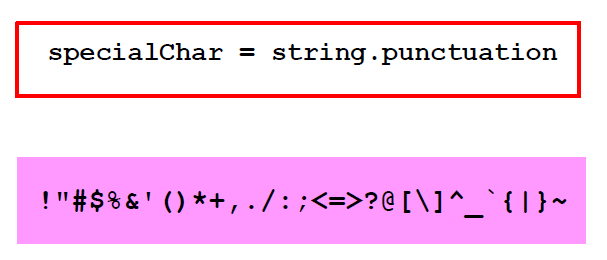 specialChar = string.punctuation
!"#$%&'()*+,./:;<=>?@[\]^_`{|}~